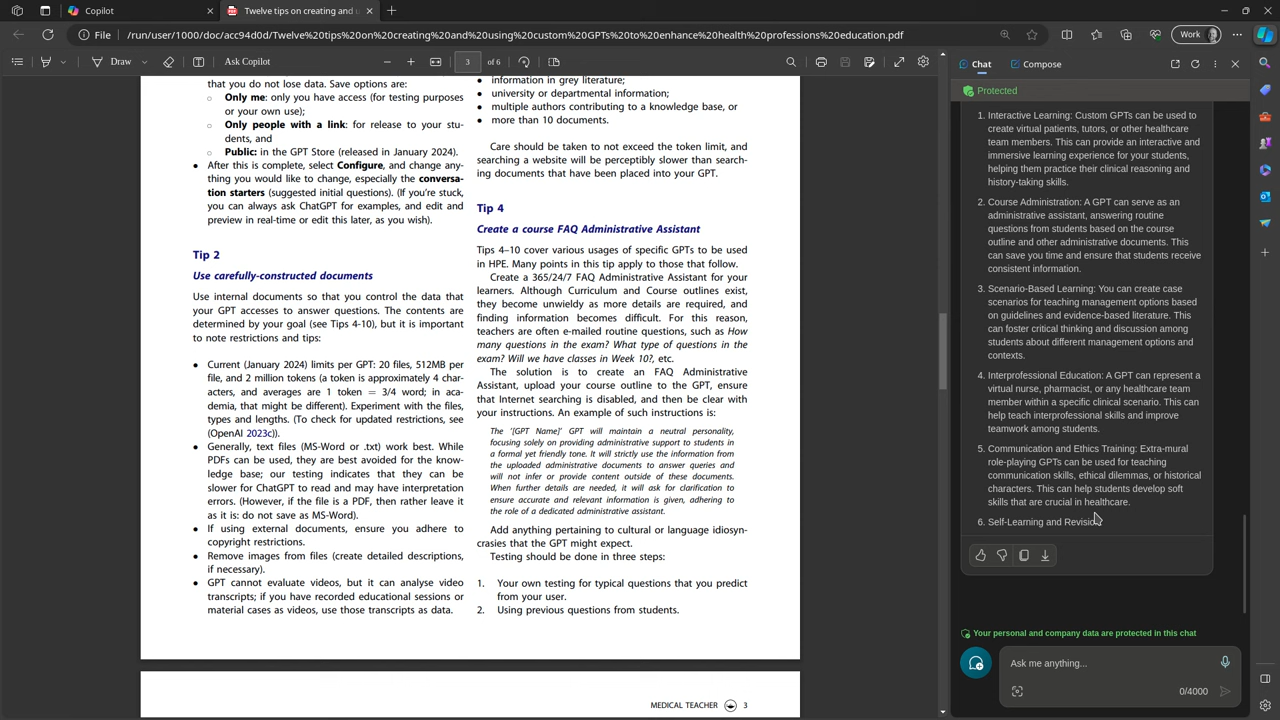 Copilot
Twelve tips on creating and u
File
/run/user/1000/doc/acc94d0d/Twelve%20tips%20on%20creating%20and%20using%20custom%20GPTs%20to%20enhance%20health%20professions%20education.pdf
Work
Draw
Ask Copilot
3
of 6
that you do not lose data. Save options are:
Only me: only you have access (for testing purposes
or your own use);
Only people with a link: for release to your stu-
dents, and
Public: in the GPT Store (released in January 2024).
After this is complete, select Configure, and change any-
thing you would like to change, especially the conversa-
tion starters (suggested initial questions). (If you're stuck,
you can always ask ChatGPT for examples, and edit and
preview in real-time or edit this later, as you wish).
Tip 2
Use carefully-constructed documents
Use internal documents so that you control the data that
your GPT accesses to answer questions. The contents are
determined by your goal (see Tips 4-10), but it is important
to note restrictions and tips:
Current (January 2024) limits per GPT: 20 files, 512MB per
file, and 2 million tokens (a token is approximately 4 char-
acters, and averages are 1 token = 3/4 word; in aca-
demia, that might be different). Experiment with the files,
types and lengths. (To check for updated restrictions, see
(OpenAI 2023c)).
Generally, text files (MS-Word or .txt) work best. While
PDFs can be used, they are best avoided for the know-
ledge base; our testing indicates that they can be
slower for ChatGPT to read and may have interpretation
errors. (However, if the file is a PDF, then rather leave it
as it is: do not save as MS-Word).
If using external documents, ensure you adhere to
copyright restrictions.
Remove images from files (create detailed descriptions,
if necessary).
GPT cannot evaluate videos, but it can analyse video
transcripts; if you have recorded educational sessions or
material cases as videos, use those transcripts as data.
information in grey literature;
university or departmental information;
multiple authors contributing to a knowledge base, or
more than 10 documents.
Care should be taken to not exceed the token limit, and
searching a website will be perceptibly slower than search-
ing documents that have been placed into your GPT.
Tip 4
Create a course FAQ Administrative Assistant
Tips 4–10 cover various usages of specific GPTs to be used
in HPE. Many points in this tip apply to those that follow.
Create a 365/24/7 FAQ Administrative Assistant for your
learners. Although Curriculum and Course outlines exist,
they become unwieldy as more details are required, and
finding information becomes difficult. For this reason,
teachers are often e-mailed routine questions, such as How
many questions in the exam? What type of questions in the
exam? Will we have classes in Week 10?, etc.
The solution is to create an FAQ Administrative
Assistant, upload your course outline to the GPT, ensure
that Internet searching is disabled, and then be clear with
your instructions. An example of such instructions is:
The '[GPT Name]' GPT will maintain a neutral personality,
focusing solely on providing administrative support to students in
a formal yet friendly tone. It will strictly use the information from
the uploaded administrative documents to answer queries and
will not infer or provide content outside of these documents.
When further details are needed, it will ask for clarification to
ensure accurate and relevant information is given, adhering to
the role of a dedicated administrative assistant.
Add anything pertaining to cultural or language idiosyn-
crasies that the GPT might expect.
Testing should be done in three steps:
1. Your own testing for typical questions that you predict
from your user.
2. Using previous questions from students.
MEDICAL TEACHER 3
Chat
Compose
Protected
1. Interactive Learning: Custom GPTs can be used to
create virtual patients, tutors, or other healthcare
team members. This can provide an interactive and
immersive learning experience for your students,
helping them practice their clinical reasoning and
history-taking skills.
2. Course Administration: A GPT can serve as an
administrative assistant, answering routine
questions from students based on the course
outline and other administrative documents. This
can save you time and ensure that students receive
consistent information.
3. Scenario-Based Learning: You can create case
scenarios for teaching management options based
on guidelines and evidence-based literature. This
can foster critical thinking and discussion among
students about different management options and
contexts.
4. Interprofessional Education: A GPT can represent a
virtual nurse, pharmacist, or any healthcare team
member within a specific clinical scenario. This can
help teach interprofessional skills and improve
teamwork among students.
5. Communication and Ethics Training: Extra-mural
role-playing GPTs can be used for teaching
communication skills, ethical dilemmas, or historical
characters. This can help students develop soft
skills that are crucial in healthcare.
6. Self-Learning and Revision
Your personal and company data are protected in this chat
Ask me anything...
0/4000